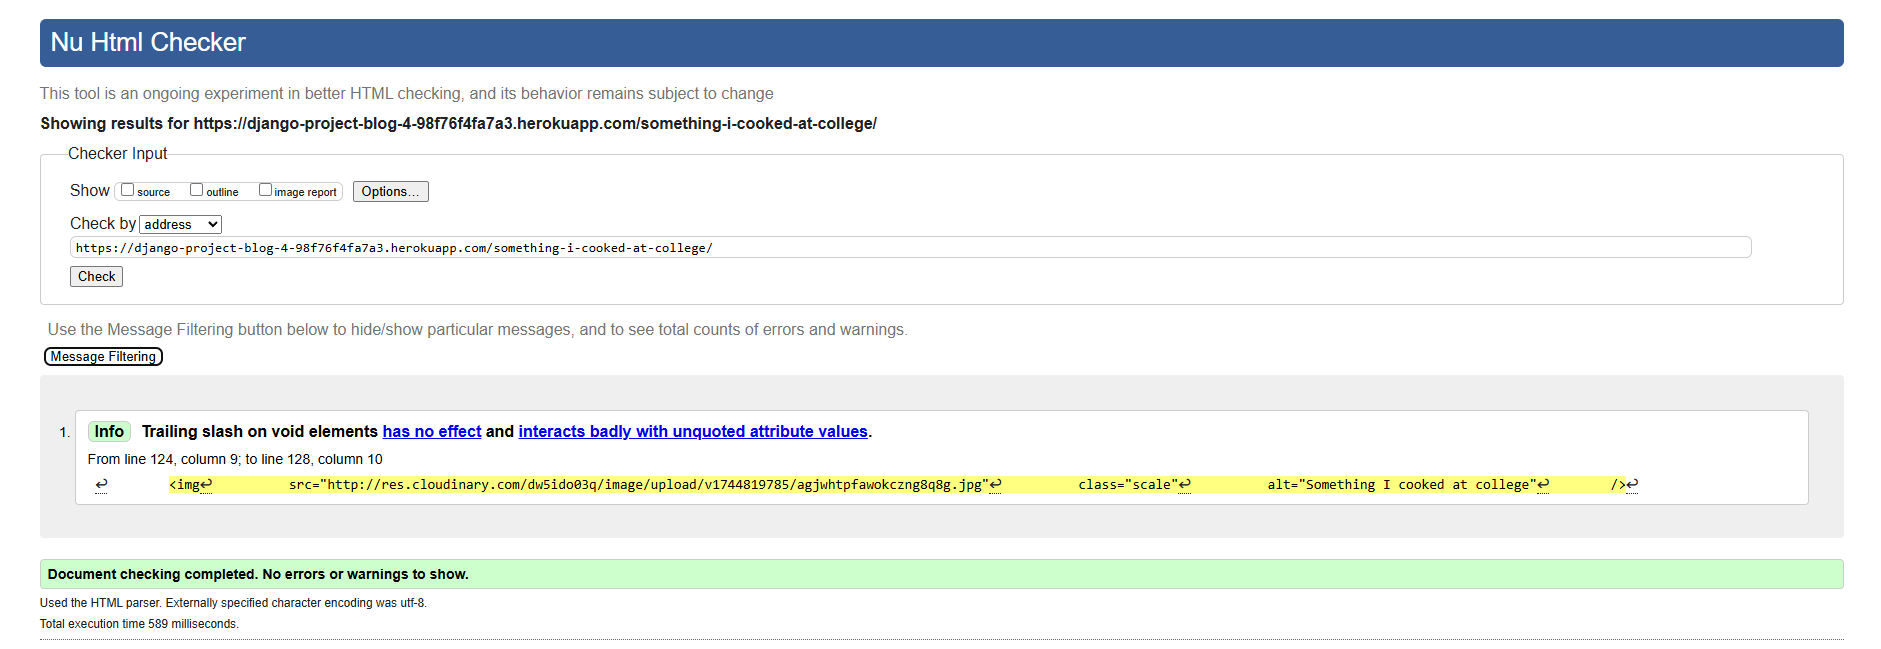 Nu Html Checker
This tool is an ongoing experiment in better HTML checking, and its behavior remains subject to change
Showing results for https://django-project-blog-4-98f76f4fa7a3.herokuapp.com/something-i-cooked-at-college/
Checker Input
Show source outline image report Options...
Check by address
https://django-project-blog-4-98f76f4fa7a3.herokuapp.com/something-i-cooked-at-college/
Check
Use the Message Filtering button below to hide/show particular messages, and to see total counts of errors and warnings.
Message Filtering
1. Info Trailing slash on void elements has no effect and interacts badly with unquoted attribute values.
From line 124, column 9; to line 128, column 10
↩ <img↩ src="http://res.cloudinary.com/dw5ido03q/image/upload/v1744819785/agjwhtpfawokczng8q8g.jpg"↩ class="scale"↩ alt="Something I cooked at college"↩ />↩
Document checking completed. No errors or warnings to show.
Used the HTML parser. Externally specified character encoding was utf-8.
Total execution time 589 milliseconds.